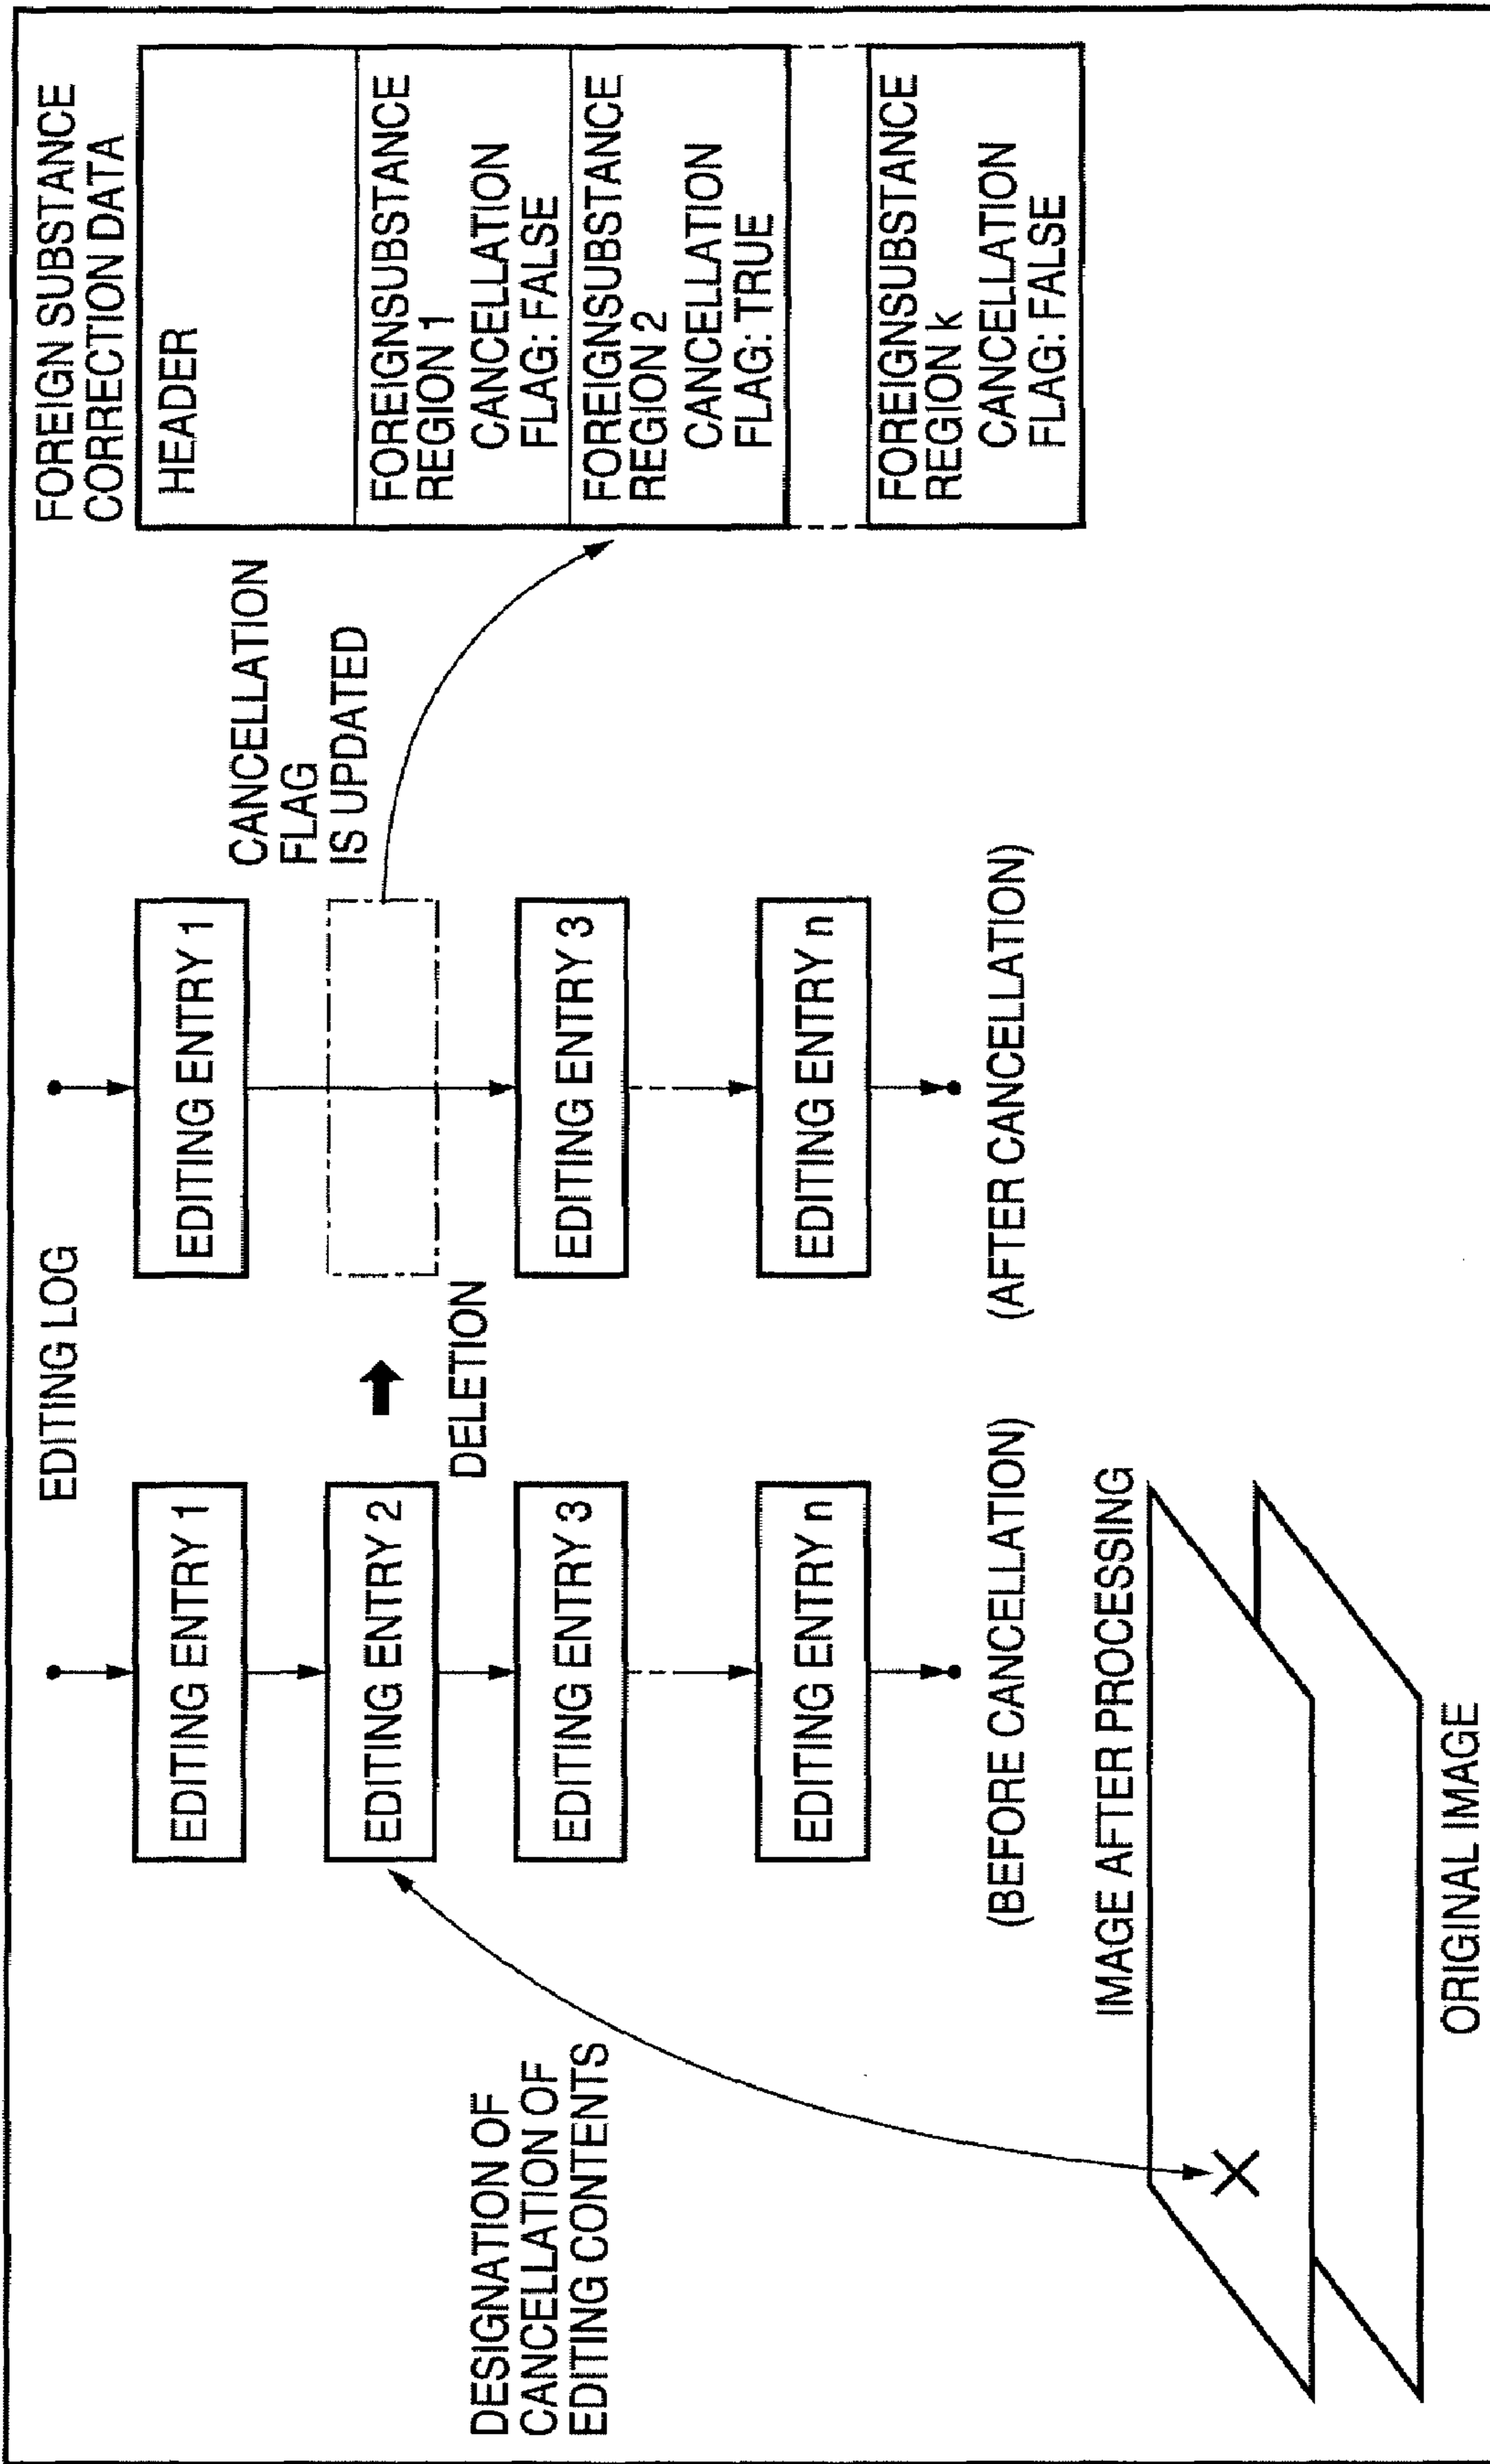 EDITING LOG
EDITING ENTRY 1
EDITING ENTRY 2
EDITING ENTRY 3
EDITING ENTRY n
(BEFORE CANCELLATION)
DELETION
EDITING ENTRY 1
EDITING ENTRY 3
EDITING ENTRY n
(AFTER CANCELLATION)
CANCELLATION
FLAG
IS UPDATED
FOREIGN SUBSTANCE
CORRECTION DATA
HEADER
FOREIGNSUBSTANCE
REGION 1
CANCELLATION
FLAG: FALSE
FOREIGNSUBSTANCE
REGION 2
CANCELLATION
FLAG: TRUE
FOREIGNSUBSTANCE
REGION k
CANCELLATION
FLAG: FALSE
DESIGNATION OF
CANCELLATION OF
EDITING CONTENTS
IMAGE AFTER PROCESSING
ORIGINAL IMAGE